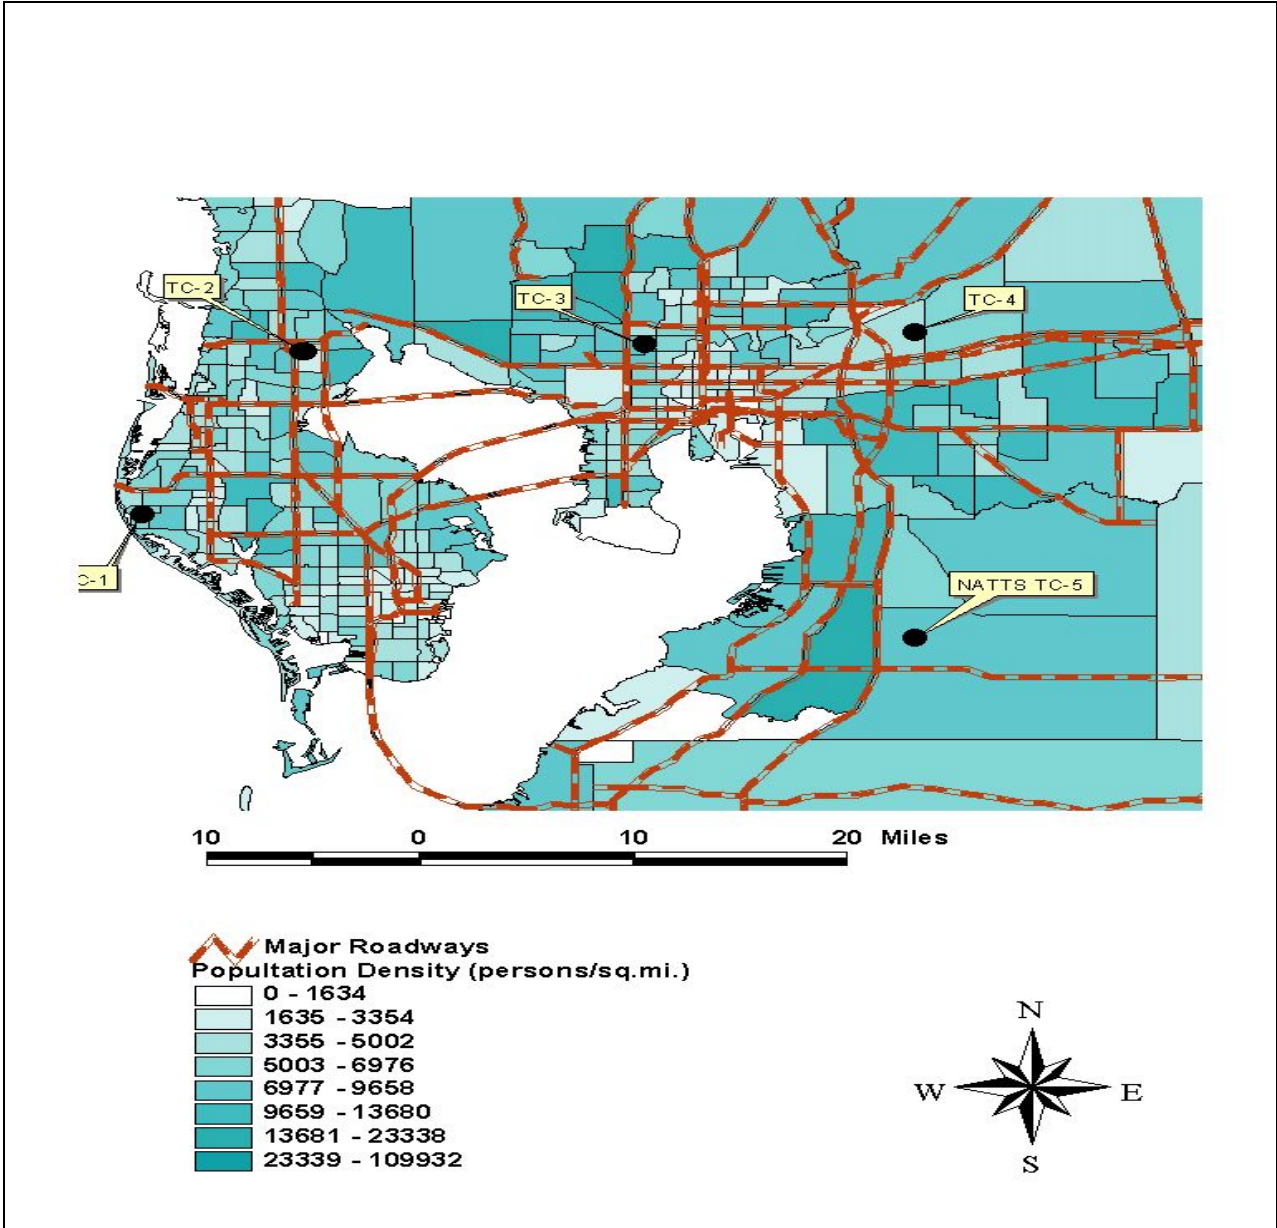 TC-2
TC-3
TC-4
C-1
NATTS TC-5
10 0 10 20 Miles
Major Roadways
Popultation Density (persons/sq.mi.)
0 - 1634
1635 - 3354
3355 - 5002
5003 - 6976
6977 - 9658
9659 - 13680
13681 - 23338
23339 - 109932
N
W E
S